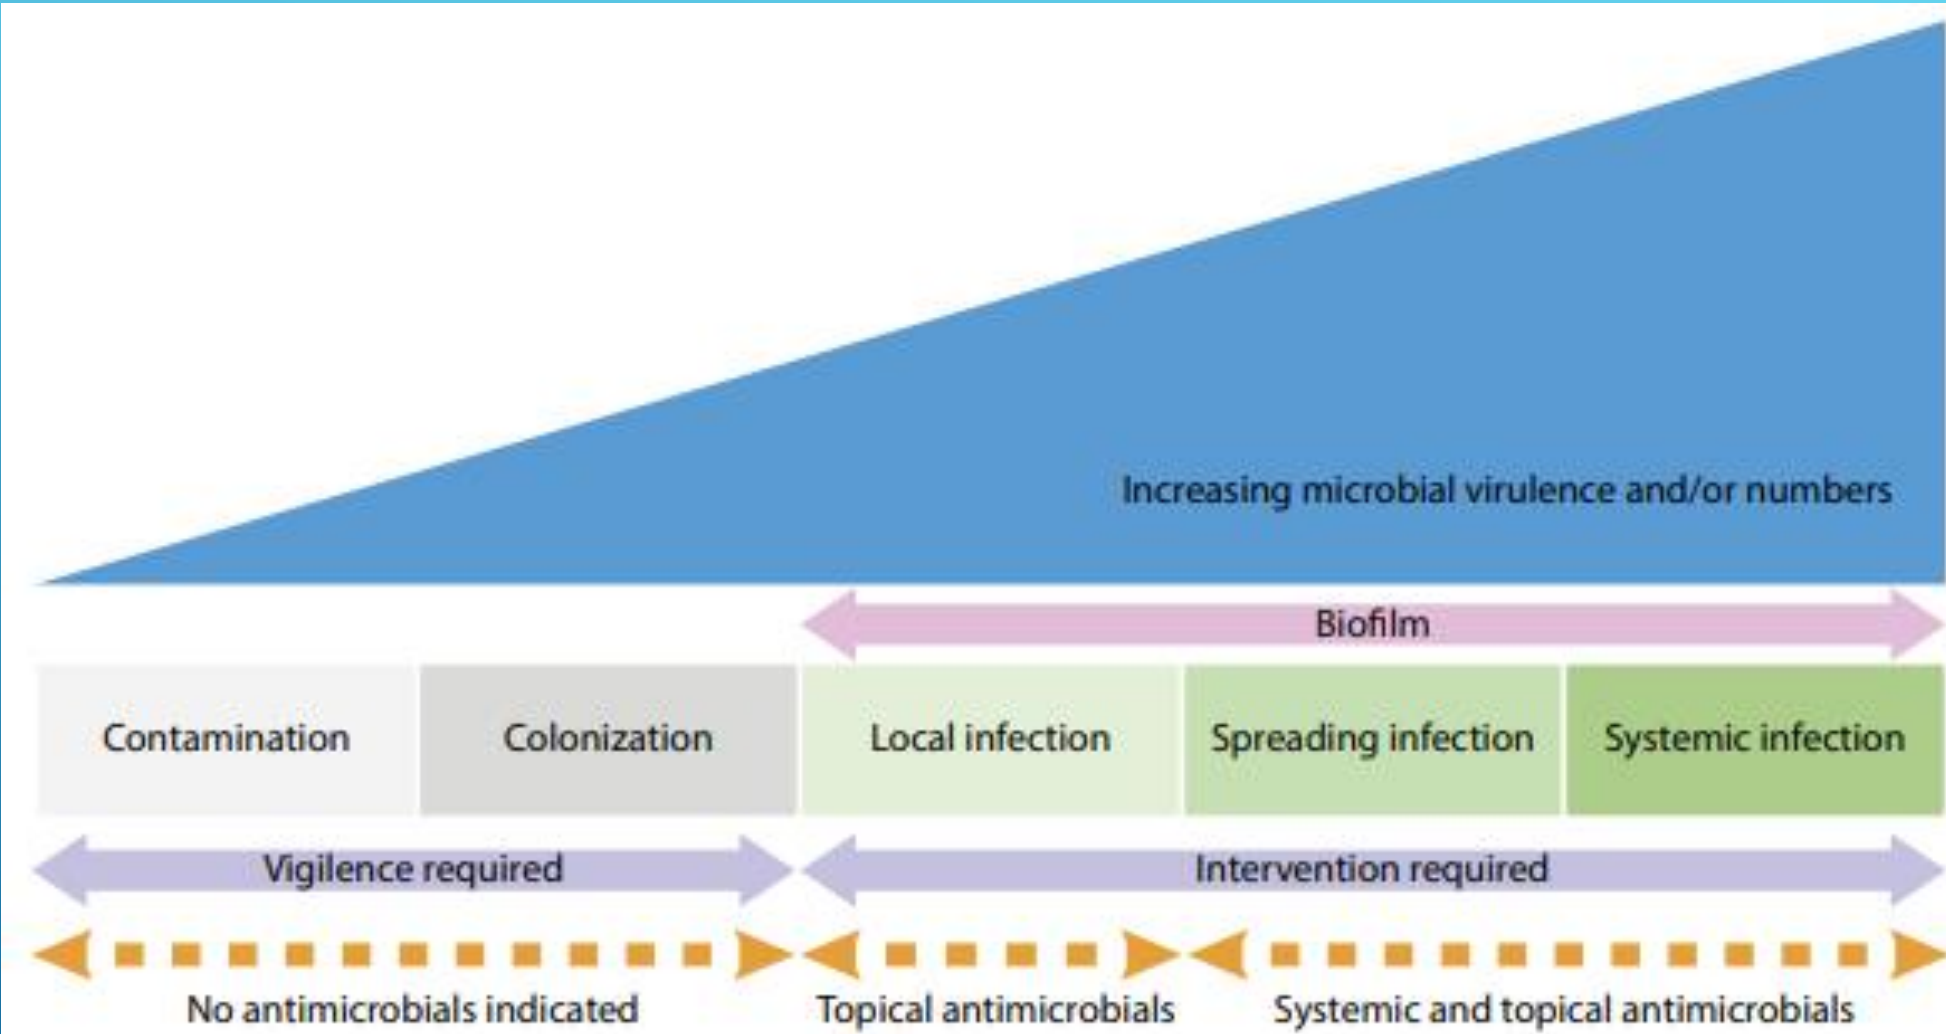 Increasing microbial virulence and/or numbers
Biofilm
Contamination
Colonization
Local infection
Spreading infection
Systemic infection
Vigilence required
Intervention required
No antimicrobials indicated
Topical antimicrobials
Systemic and topical antimicrobials